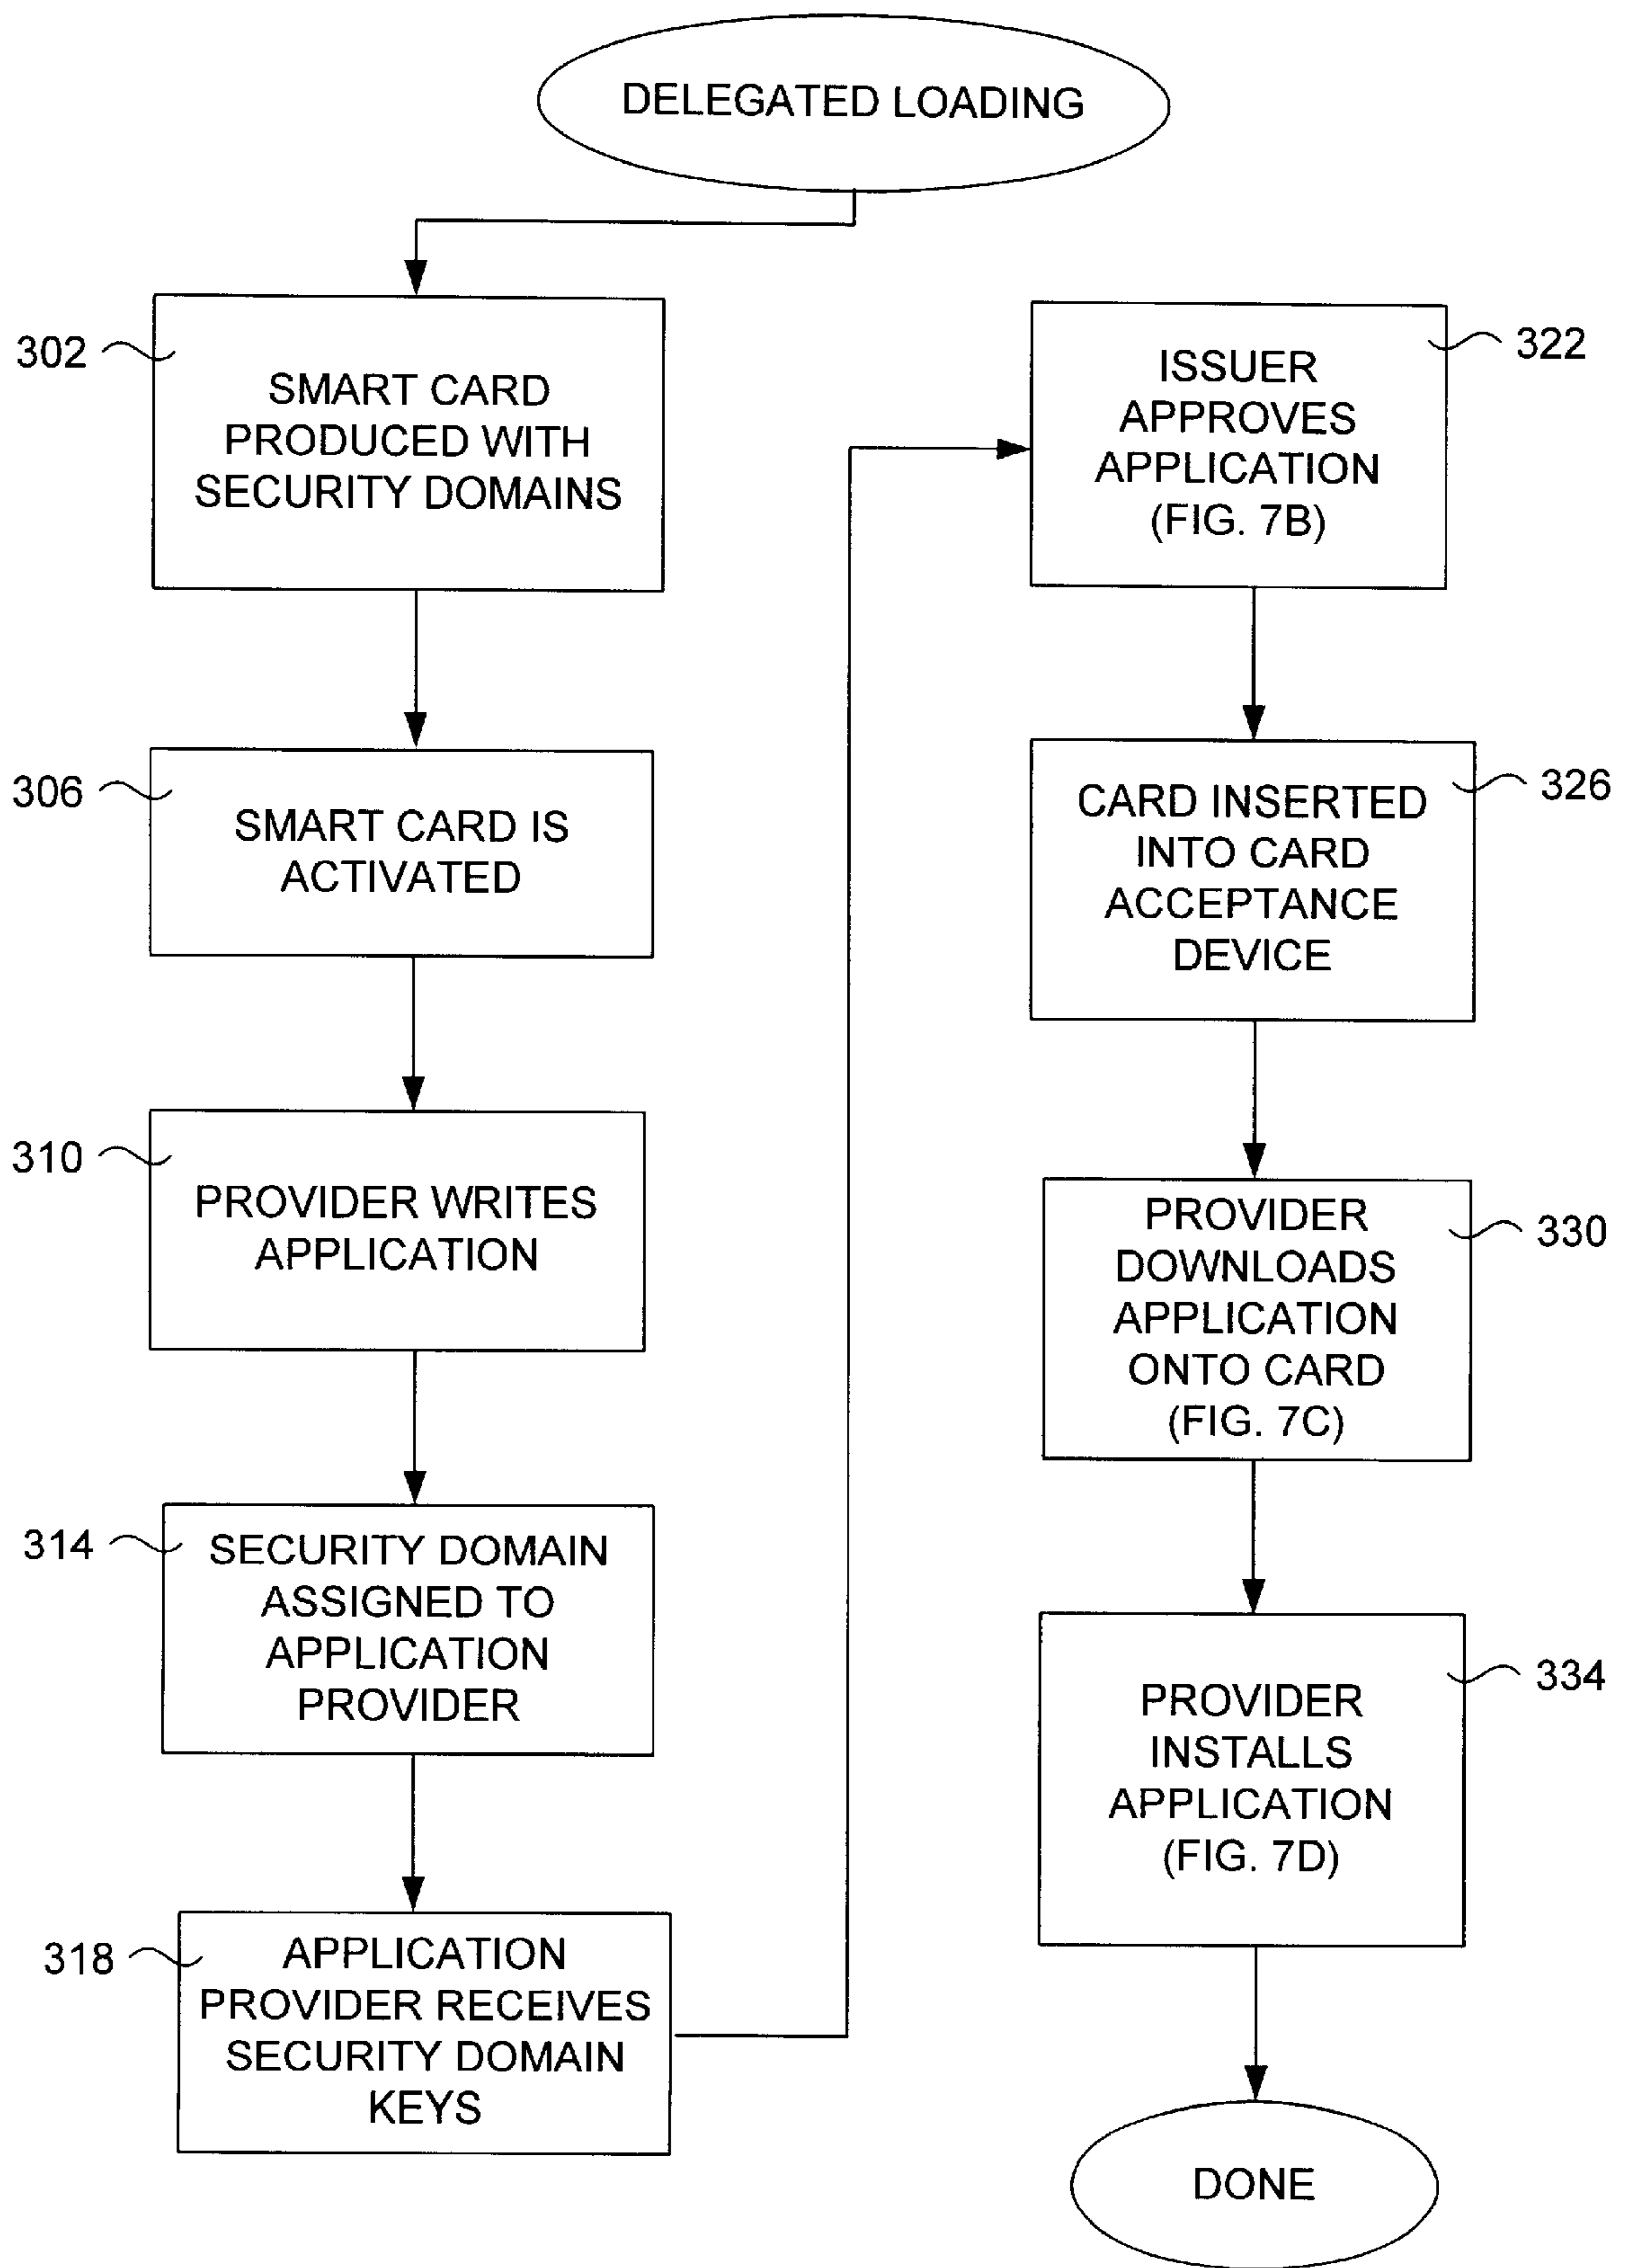 DELEGATED LOADING
302
SMART CARD
PRODUCED WITH
SECURITY DOMAINS
306
SMART CARD IS
ACTIVATED
310
PROVIDER WRITES
APPLICATION
314
SECURITY DOMAIN
ASSIGNED TO
APPLICATION
PROVIDER
318
APPLICATION
PROVIDER RECEIVES
SECURITY DOMAIN
KEYS
322
ISSUER
APPROVES
APPLICATION
(FIG. 7B)
326
CARD INSERTED
INTO CARD
ACCEPTANCE
DEVICE
330
PROVIDER
DOWNLOADS
APPLICATION
ONTO CARD
(FIG. 7C)
334
PROVIDER
INSTALLS
APPLICATION
(FIG. 7D)
DONE